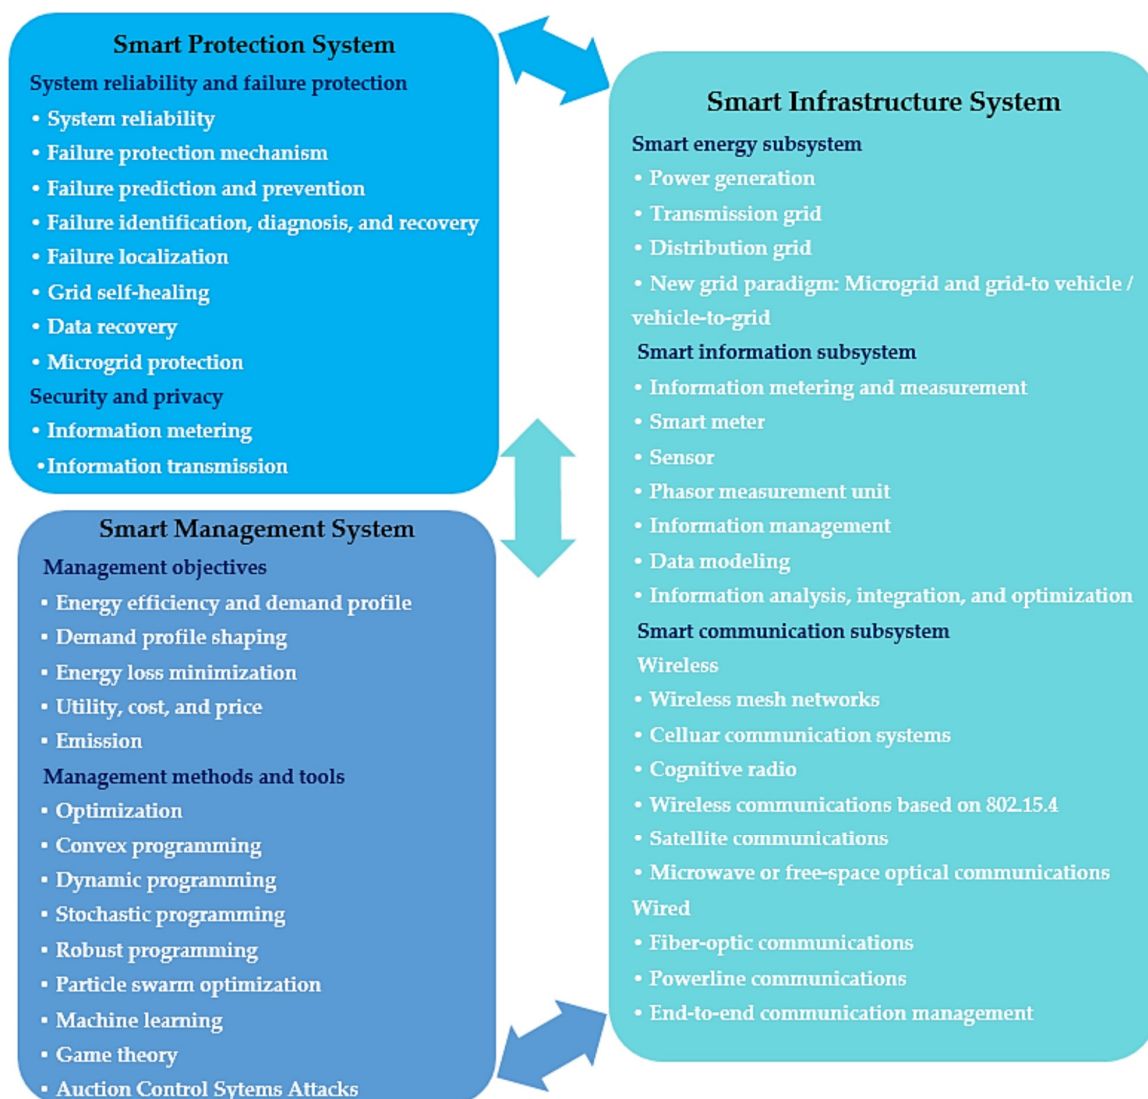 Smart Protection System
System reliability and failure protection
• System reliability
• Failure protection mechanism
• Failure prediction and prevention
• Failure identification, diagnosis, and recovery
• Failure localization
• Grid self-healing
• Data recovery
• Microgrid protection
Security and privacy
• Information metering
•Information transmission
Smart Management System
Management objectives
▪ Energy efficiency and demand profile
▪ Demand profile shaping
▪ Energy loss minimization
▪ Utility, cost, and price
▪ Emission
Management methods and tools
▪ Optimization
▪ Convex programming
▪ Dynamic programming
▪ Stochastic programming
▪ Robust programming
▪ Particle swarm optimization
▪ Machine learning
▪ Game theory
▪ Auction Control Sytems Attacks
Smart Infrastructure System
Smart energy subsystem
• Power generation
• Transmission grid
• Distribution grid
• New grid paradigm: Microgrid and grid-to vehicle /
vehicle-to-grid
Smart information subsystem
• Information metering and measurement
• Smart meter
• Sensor
• Phasor measurement unit
• Information management
• Data modeling
• Information analysis, integration, and optimization
Smart communication subsystem
Wireless
• Wireless mesh networks
• Celluar communication systems
• Cognitive radio
• Wireless communications based on 802.15.4
• Satellite communications
• Microwave or free-space optical communications
Wired
• Fiber-optic communications
• Powerline communications
• End-to-end communication management